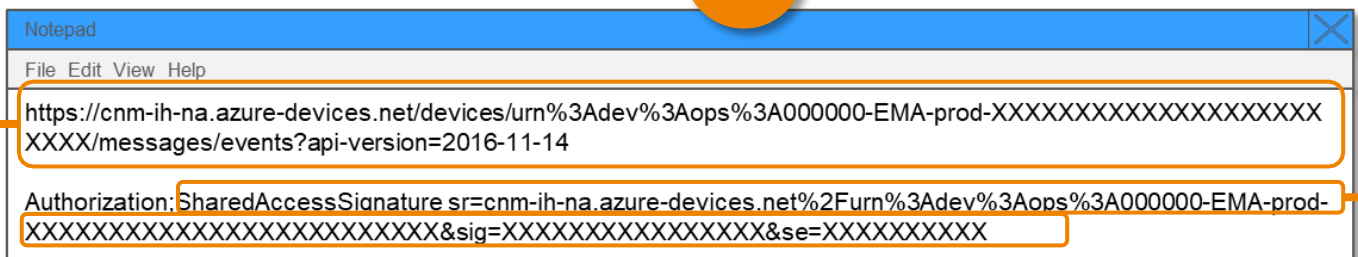 Notepad
File Edit View Help
https://cnm-ih-na.azure-devices.net/devices/urn%3Adev%3Aops%3A000000-EMA-prod-XXXXXXXXXXXXXXXXXXXX
XXXX/messages/events?api-version=2016-11-14
Authorization;SharedAccessSignature sr=cnm-ih-na.azure-devices.net%2Furn%3Adev%3Aops%3A000000-EMA-prod-
XXXXXXXXXXXXXXXXXXXXXXXXX&sig=XXXXXXXXXXXXXXXX&se=XXXXXXXXXX